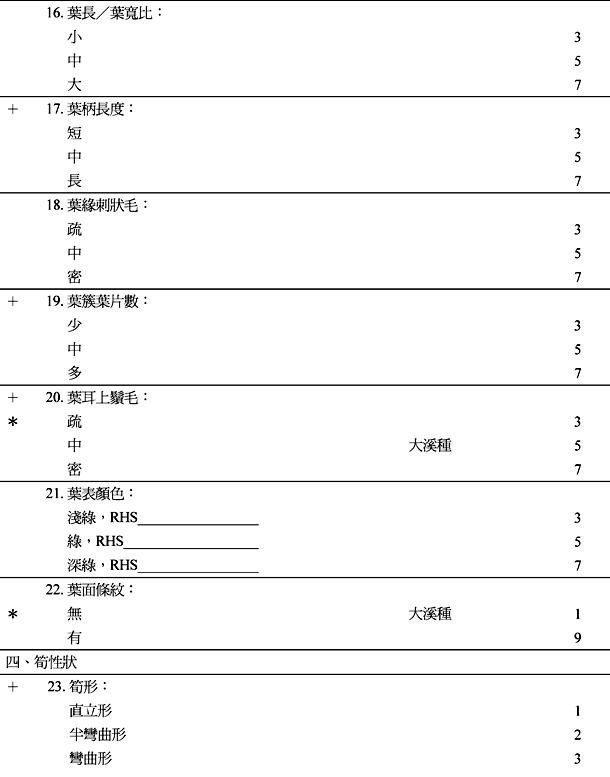 16. 葉長／葉寬比：
小 3
中 5
大 7
＋ 17. 葉柄長度：
短 3
中 5
長 7
18. 葉緣刺狀毛：
疏 3
中 5
密 7
＋ 19. 葉簇葉片數：
少 3
中 5
多 7
＋ 20. 葉耳上鬚毛：
＊ 疏 3
中 大溪種 5
密 7
21. 葉表顏色：
淺綠，RHS_________________ 3
綠，RHS___________________ 5
深綠，RHS_________________ 7
22. 葉面條紋：
＊ 無 大溪種 1
有 9
四、筍性狀
＋ 23. 筍形：
直立形 1
半彎曲形 2
彎曲形 3